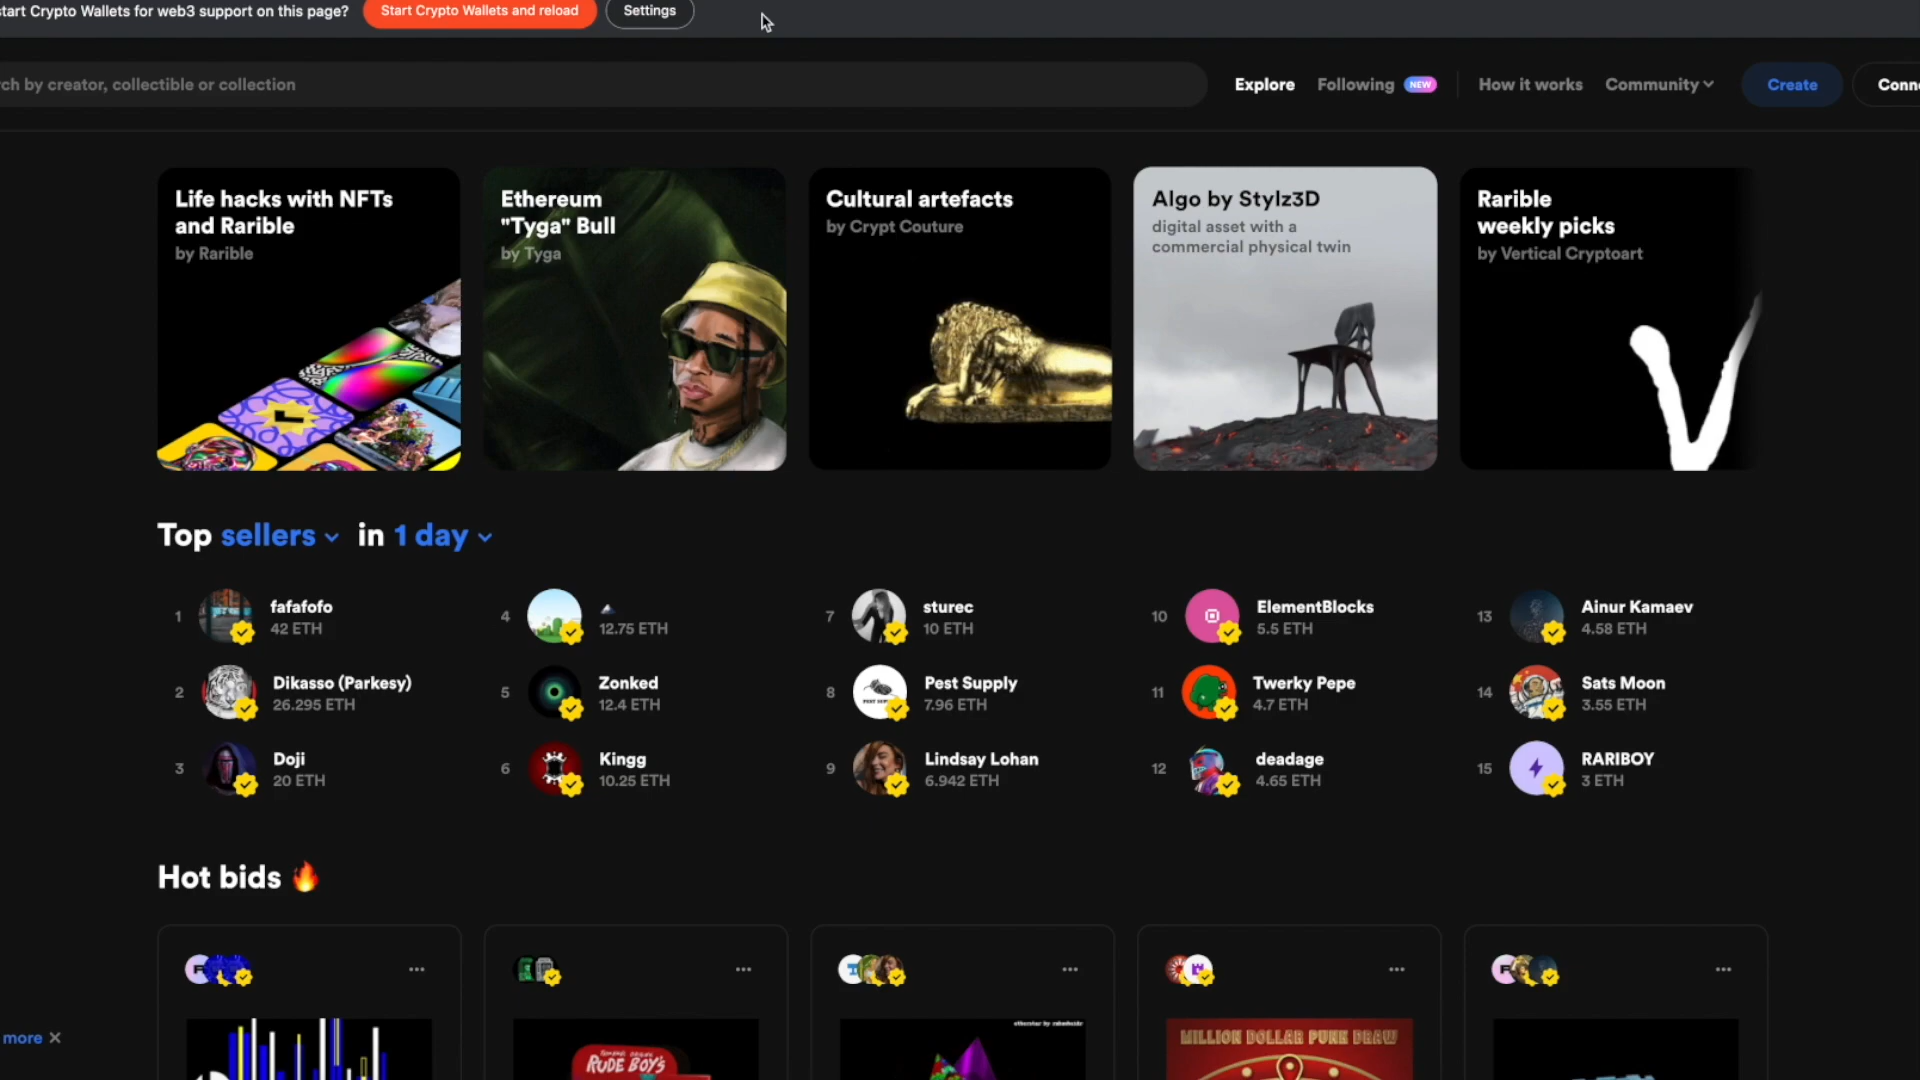 start Crypto Wallets for web3 support on this page?
Start Crypto Wallets and reload
Settings
rch by creator, collectible or collection
Explore
Following
NEW
How it works
Community
Create
Conne
Life hacks with NFTs
and Rarible
by Rarible
Ethereum
"Tyga" Bull
by Tyga
Cultural artefacts
by Crypt Couture
Algo by Stylz3D
digital asset with a
commercial physical twin
Rarible
weekly picks
by Vertical Cryptoart
Top sellers in 1 day
1
fafafofo
42 ETH
4
12.75 ETH
7
sturec
10 ETH
10
ElementBlocks
5.5 ETH
13
Ainur Kamaev
4.58 ETH
2
Dikasso (Parkesy)
26.295 ETH
5
Zonked
12.4 ETH
8
Pest Supply
7.96 ETH
11
Twerky Pepe
4.7 ETH
14
Sats Moon
3.55 ETH
3
Doji
20 ETH
6
Kingg
10.25 ETH
9
Lindsay Lohan
6.942 ETH
12
deadage
4.65 ETH
15
RARIBOY
3 ETH
Hot bids
more
RUDE BOY'S
MILLION DOLLAR PUNK DRAW